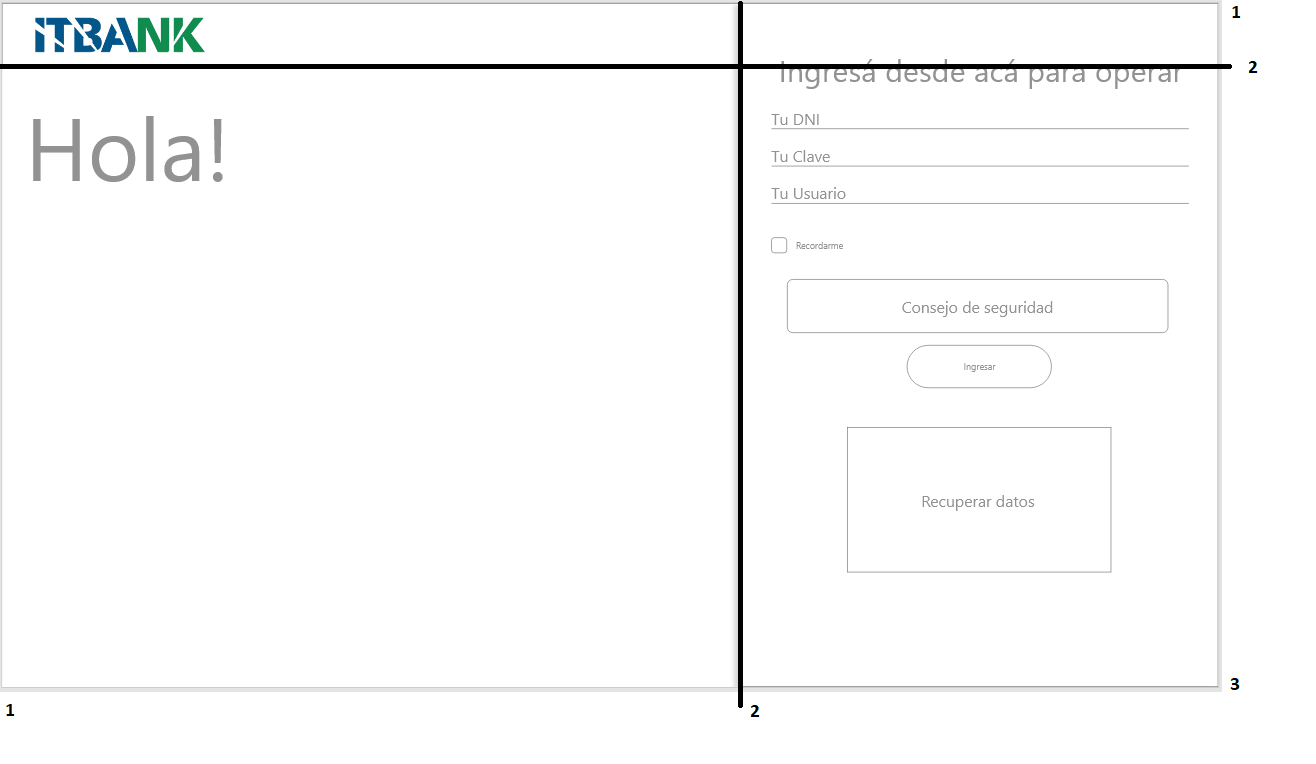 ITBANK
1
2
Ingresá desde acá para operar
Hola!
Tu DNI
Tu Clave
Tu Usuario
Recordarme
Consejo de seguridad
Ingresar
Recuperar datos
3
1
2